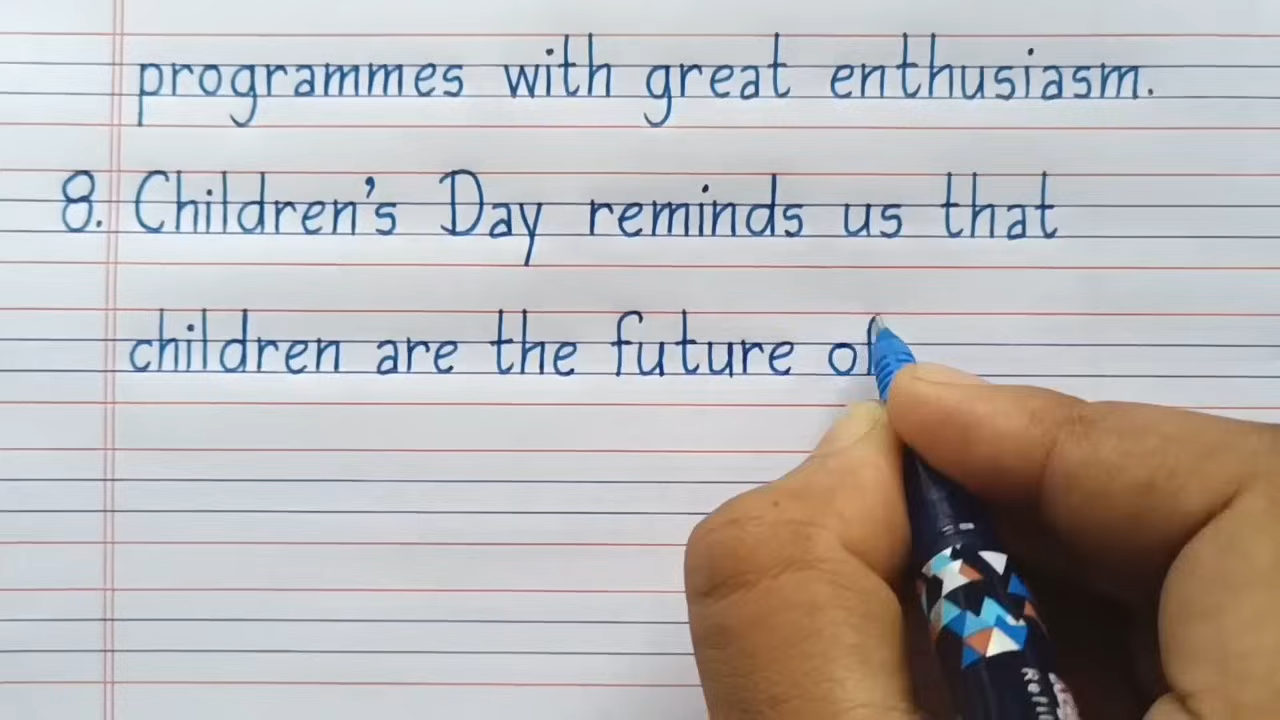 programmes with great enthusiasm.
8. Children's Day reminds us that
children are the future of